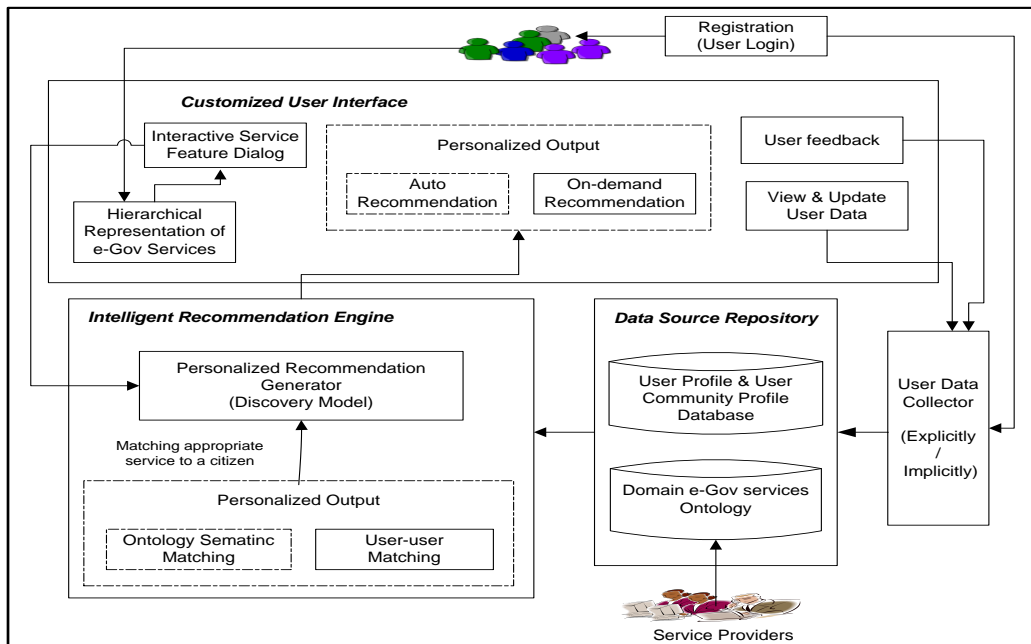 Registration
(User Login)
Customized User Interface
Interactive Service
Feature Dialog
Hierarchical
Representation of
e-Gov Services
Personalized Output
Auto
Recommendation
On-demand
Recommendation
User feedback
View & Update
User Data
Intelligent Recommendation Engine
Personalized Recommendation
Generator
(Discovery Model)
Matching appropriate
service to a citizen
Personalized Output
Ontology Sematinc
Matching
User-user
Matching
Data Source Repository
User Profile & User
Community Profile
Database
Domain e-Gov services
Ontology
User Data
Collector
(Explicitly
/
Implicitly)
Service Providers